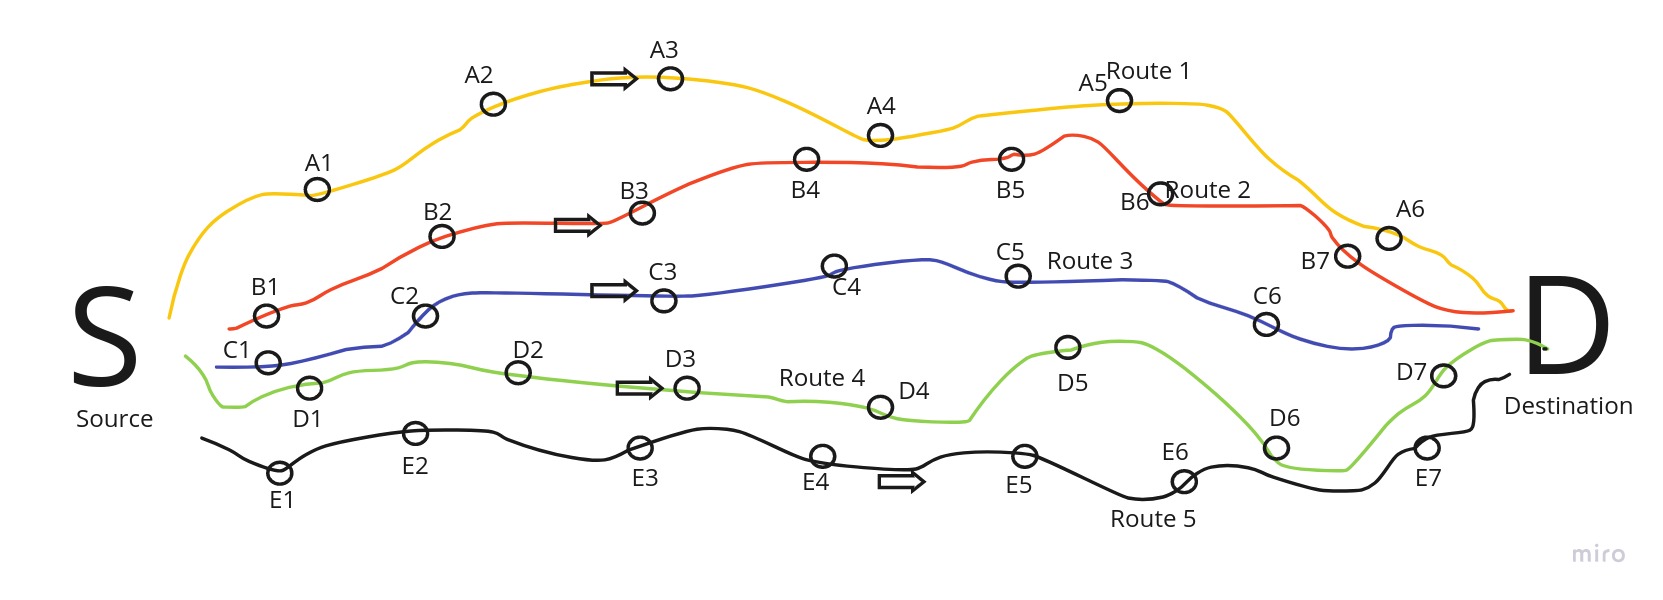 A3
A2
Route 1
A5
A4
A1
B4
B5
Route 2
B3
B6
B2
A6
C5
Route 3
B7
C3
B1
C4
C2
C6
S
D
C1
D2
D3
Route 4
D7
D5
D4
Source
D1
Destination
D6
E2
E6
E3
E4
E5
E7
E1
Route 5
miro